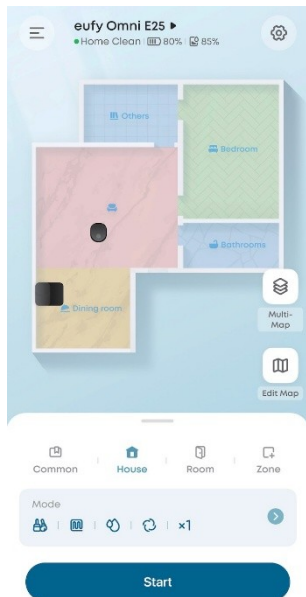 eufy Omni E25 ▶
Home Clean 80% 85%
Others
Bedroom
Bathrooms
Dining room
Multi-
Map
Edit Map
Common
House
Room
Zone
Mode
×1
Start